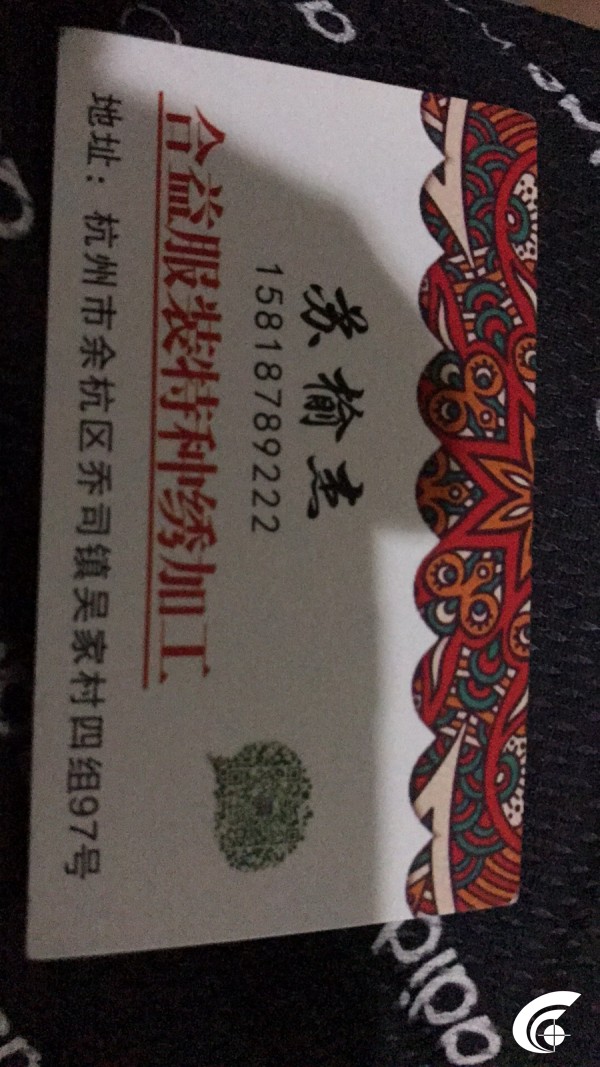 苏榆杰
15818789222
合益服装特种绣加工
地址：杭州市余杭区乔司镇吴家村四组97号
adida